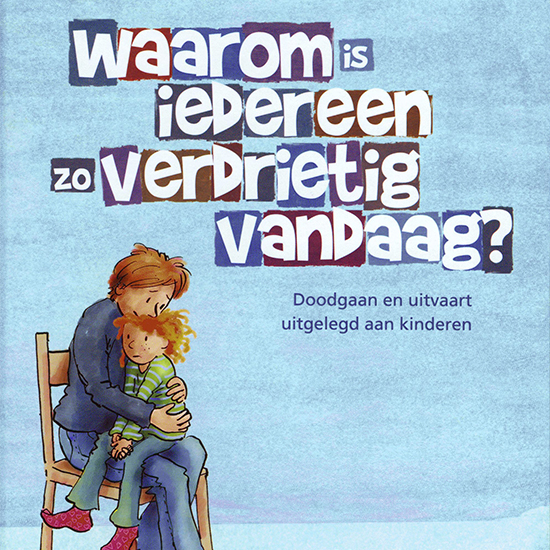 Waarom is
iedereen
zo verdrietig
vandaag?
Doodgaan en uitvaart
uitgelegd aan kinderen